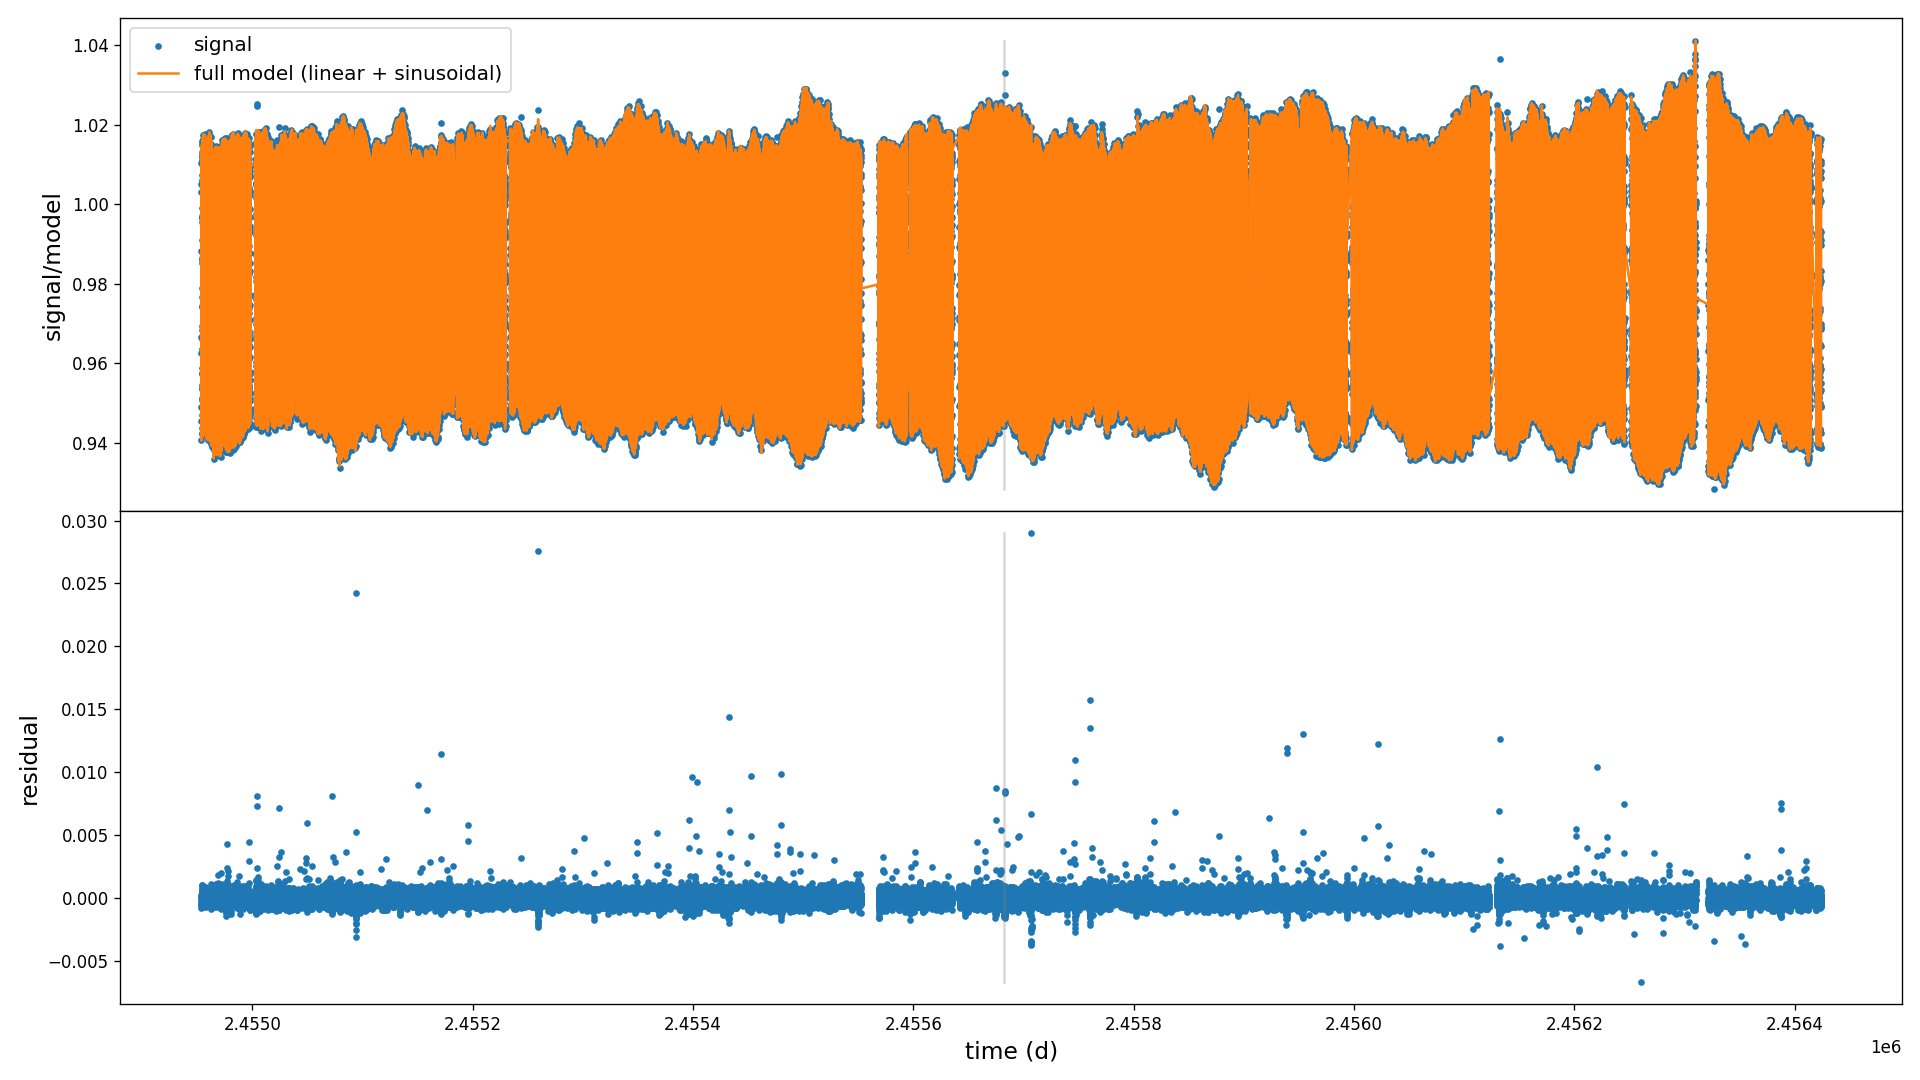 signal
full model (linear + sinusoidal)
signal/model
1.04
1.02
1.00
0.98
0.96
0.94
residual
0.030
0.025
0.020
0.015
0.010
0.005
0.000
−0.005
2.4550 2.4552 2.4554 2.4556 2.4558 2.4560 2.4562 2.4564
1e6
time (d)